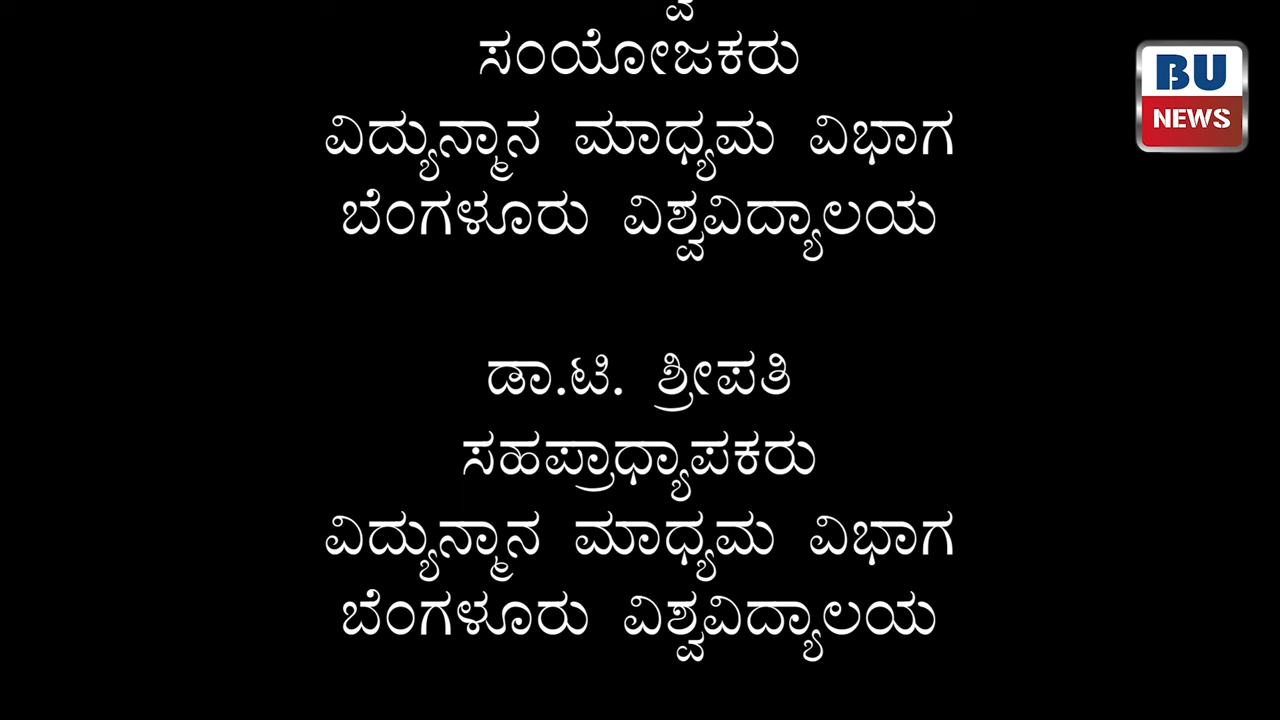 ಸಂಯೋಜಕರು
ವಿದ್ಯುನ್ಮಾನ ಮಾಧ್ಯಮ ವಿಭಾಗ
ಬೆಂಗಳೂರು ವಿಶ್ವವಿದ್ಯಾಲಯ
ಡಾ.ಟಿ. ಶ್ರೀಪತಿ
ಸಹಪ್ರಾಧ್ಯಾಪಕರು
ವಿದ್ಯುನ್ಮಾನ ಮಾಧ್ಯಮ ವಿಭಾಗ
ಬೆಂಗಳೂರು ವಿಶ್ವವಿದ್ಯಾಲಯ
BU
NEWS